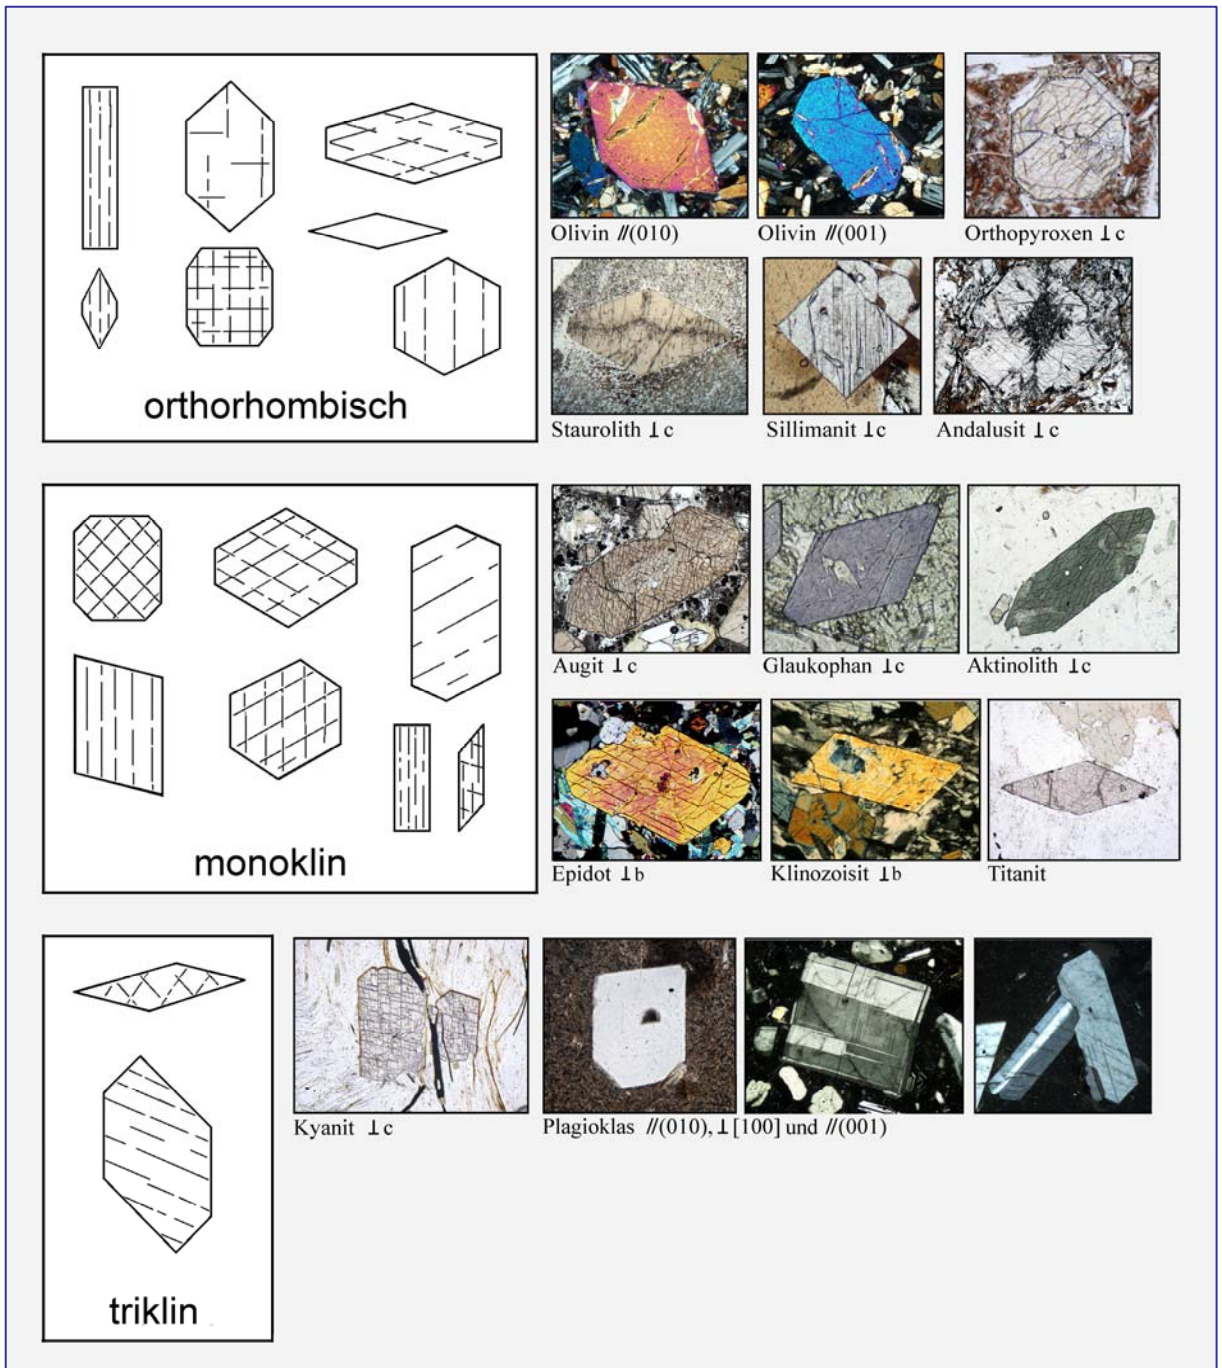 Olivin //(010)
Olivin //(001)
Orthopyroxen ⊥ c
Staurolith ⊥ c
Sillimanit ⊥ c
Andalusit ⊥ c
orthorhombisch
Augit ⊥ c
Glaukophan ⊥ c
Aktinolith ⊥ c
Epidot ⊥ b
Klinozoisit ⊥ b
Titanit
monoklin
Kyanit ⊥ c
Plagioklas //(010), ⊥ [100] und //(001)
triklin